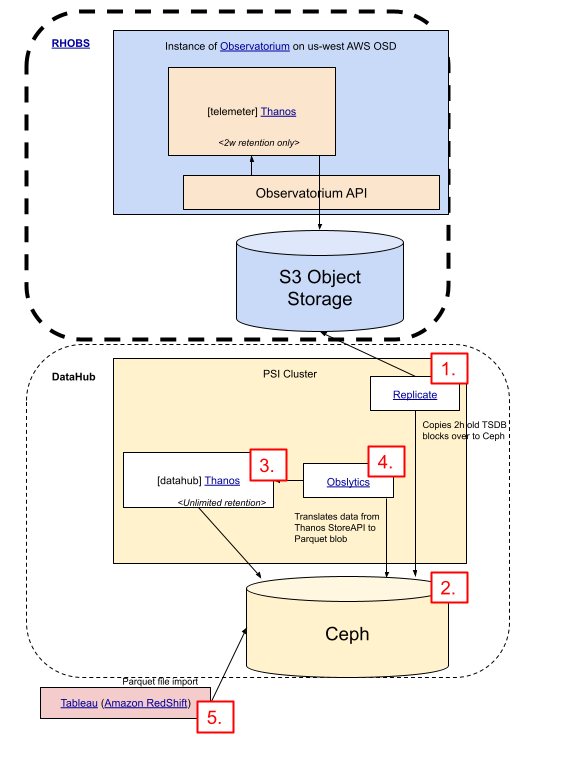 RHOBS
Instance of Observatorium on us-west AWS OSD
[telemeter] Thanos
<2w retention only>
Observatorium API
S3 Object
Storage
DataHub
PSI Cluster
1.
Replicate
Copies 2h old TSDB
blocks over to Ceph
3.
4.
[datahub] Thanos
<Unlimited retention>
Obslytics
Translates data from
Thanos StoreAPI to
Parquet blob
2.
Ceph
Parquet file import
Tableau (Amazon RedShift)
5.